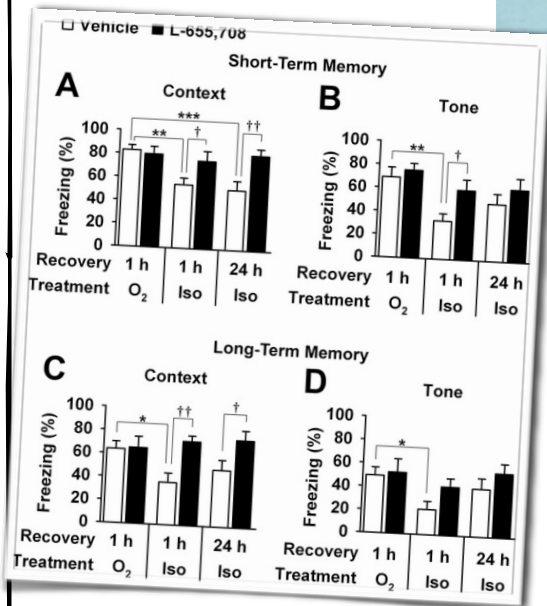 □ Vehicle ■ L-655,708
Short-Term Memory
A
Context
***
**
†
††
Freezing (%)
100
80
60
40
20
0
Recovery 1 h 1 h 24 h
Treatment O2 Iso Iso
B
Tone
**
†
Freezing (%)
100
80
60
40
20
0
Recovery 1 h 1 h 24 h
Treatment O2 Iso Iso
Long-Term Memory
C
Context
*
††
†
Freezing (%)
100
80
60
40
20
0
Recovery 1 h 1 h 24 h
Treatment O2 Iso Iso
D
Tone
*
Freezing (%)
100
80
60
40
20
0
Recovery 1 h 1 h 24 h
Treatment O2 Iso Iso